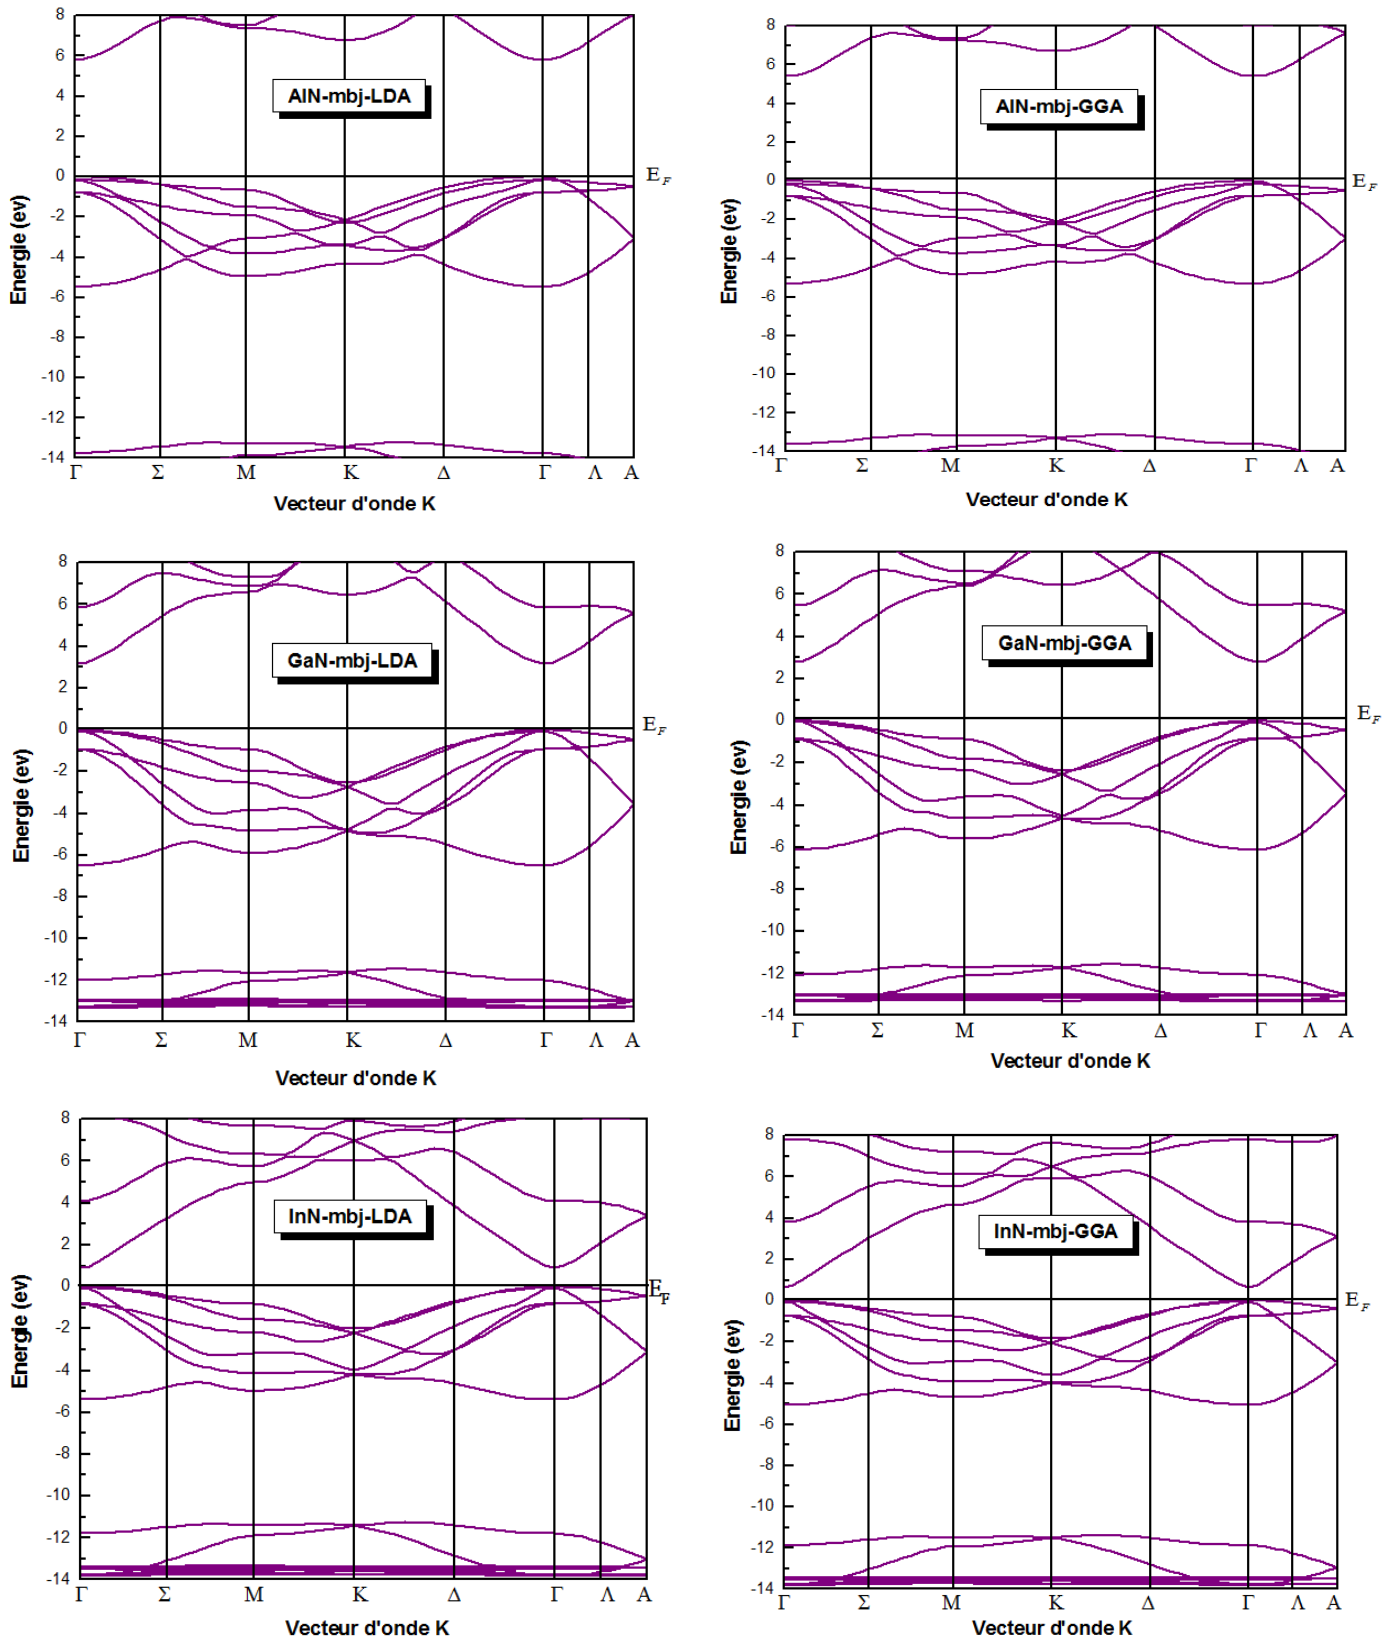 8
6
4
2
0
-2
-4
-6
-8
-10
-12
-14
Energie (ev)
AlN-mbj-LDA
E_F
Γ Σ M K Δ Γ Λ A
Vecteur d'onde K
8
6
4
2
0
-2
-4
-6
-8
-10
-12
-14
Energie (ev)
AlN-mbj-GGA
E_F
Γ Σ M K Δ Γ Λ A
Vecteur d'onde K
8
6
4
2
0
-2
-4
-6
-8
-10
-12
-14
Energie (ev)
GaN-mbj-LDA
E_F
Γ Σ M K Δ Γ Λ A
Vecteur d'onde K
8
6
4
2
0
-2
-4
-6
-8
-10
-12
-14
Energie (ev)
GaN-mbj-GGA
E_F
Γ Σ M K Δ Γ Λ A
Vecteur d'onde K
8
6
4
2
0
-2
-4
-6
-8
-10
-12
-14
Energie (ev)
InN-mbj-LDA
E_F
Γ Σ M K Δ Γ Λ A
Vecteur d'onde K
8
6
4
2
0
-2
-4
-6
-8
-10
-12
-14
Energie (ev)
InN-mbj-GGA
E_F
Γ Σ M K Δ Γ Λ A
Vecteur d'onde K